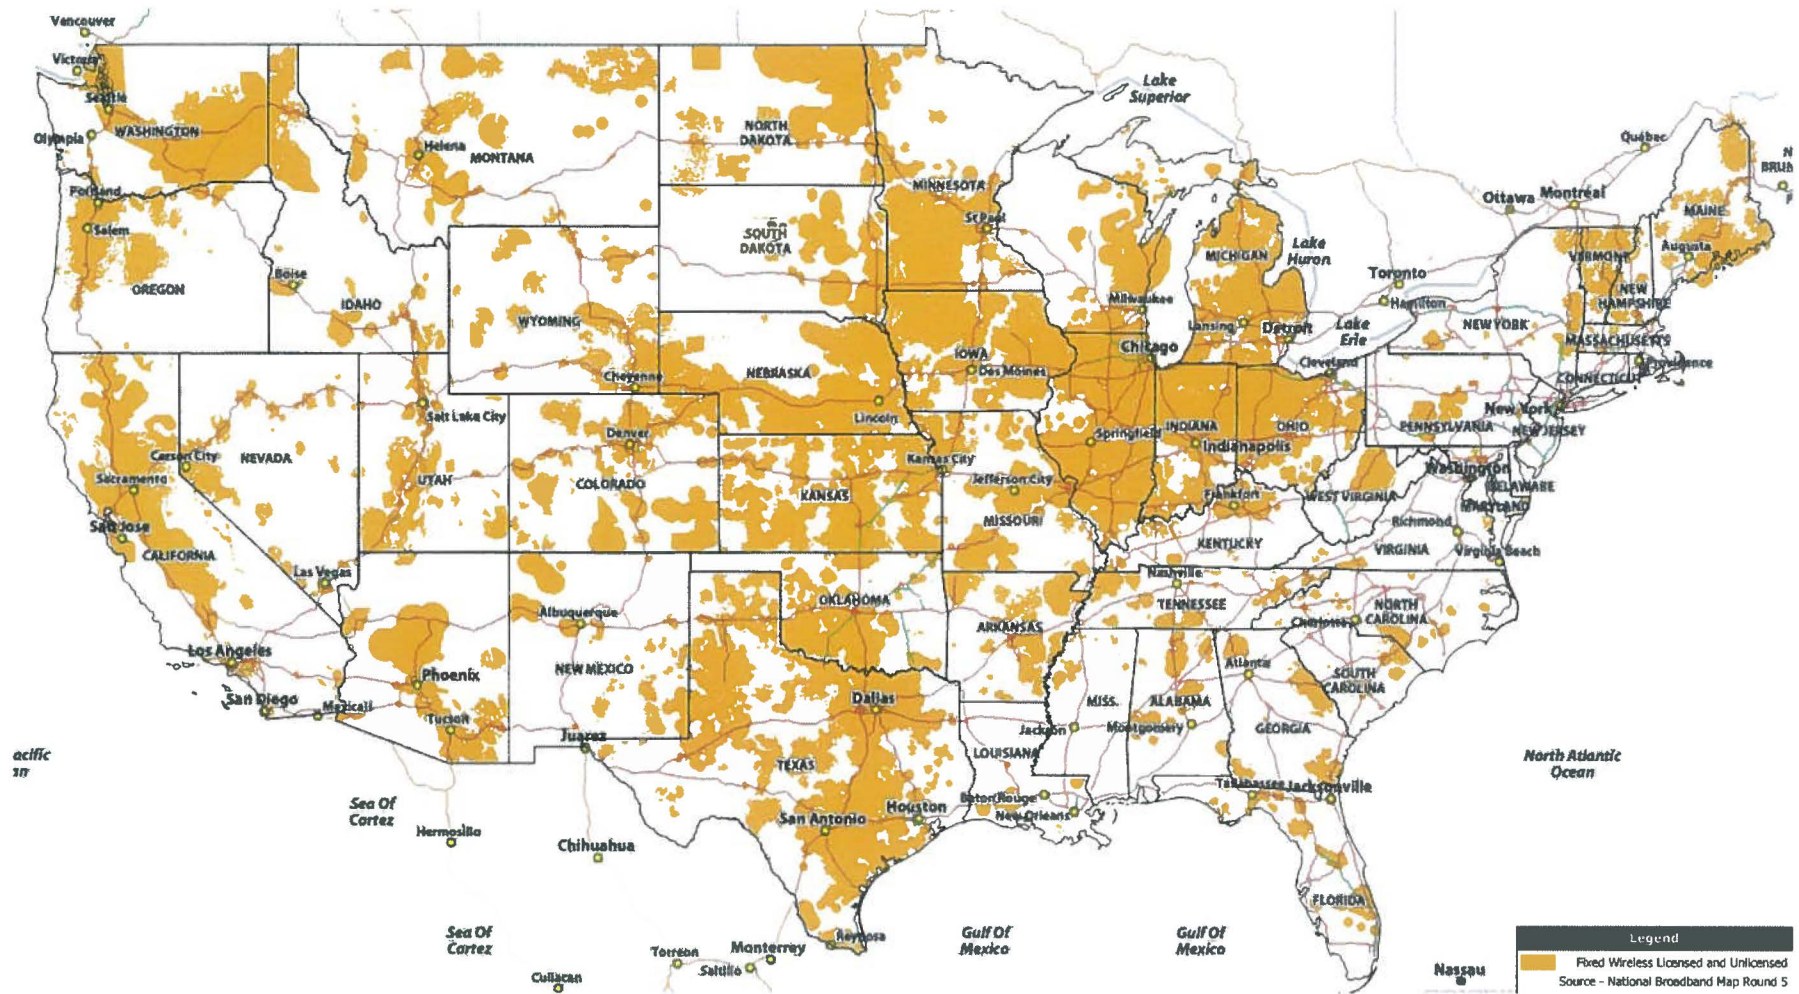 Vancouver
Victoria
Seattle
Olympia
WASHINGTON
Portland
Salem
OREGON
Boise
IDAHO
Helena
MONTANA
NORTH
DAKOTA
SOUTH
DAKOTA
MINNESOTA
St Paul
Lake
Superior
Québec
Ottawa
Montréal
N
BRUN
MAINE
Augusta
VERMONT
NEW
HAMPSHIRE
MICHIGAN
Lake
Huron
Toronto
Hamilton
NEW YORK
MASSACHUSETTS
Providence
CONNECTICUT
Milwaukee
Lansing
Detroit
Lake
Erie
Cleveland
Chicago
WYOMING
Cheyenne
NEBRASKA
Lincoln
IOWA
Des Moines
Salt Lake City
Denver
COLORADO
UTAH
NEVADA
Carson City
Sacramento
San Jose
CALIFORNIA
Las Vegas
Los Angeles
San Diego
Mexicali
Phoenix
Tucson
Albuquerque
NEW MEXICO
Juarez
KANSAS
Kansas City
Jefferson City
MISSOURI
Springfield
INDIANA
Indianapolis
OHIO
PENNSYLVANIA
New York
NEW JERSEY
Washington
DELAWARE
MARYLAND
WEST VIRGINIA
Frankfort
KENTUCKY
Richmond
VIRGINIA
Virginia Beach
Nashville
TENNESSEE
Charlotte
NORTH
CAROLINA
OKLAHOMA
ARKANSAS
Atlanta
SOUTH
CAROLINA
MISS.
ALABAMA
Jackson
Montgomery
GEORGIA
Dallas
TEXAS
LOUISIANA
Houston
San Antonio
Baton Rouge
New Orleans
Tallahassee
Jacksonville
FLORIDA
acific
an
North Atlantic
Ocean
Sea Of
Cortez
Hermosillo
Chihuahua
Sea Of
Cortez
Culiacan
Torreon
Saltillo
Monterrey
Reynosa
Gulf Of
Mexico
Gulf Of
Mexico
Nassau
Legend
Fixed Wireless Licensed and Unlicensed
Source - National Broadband Map Round 5